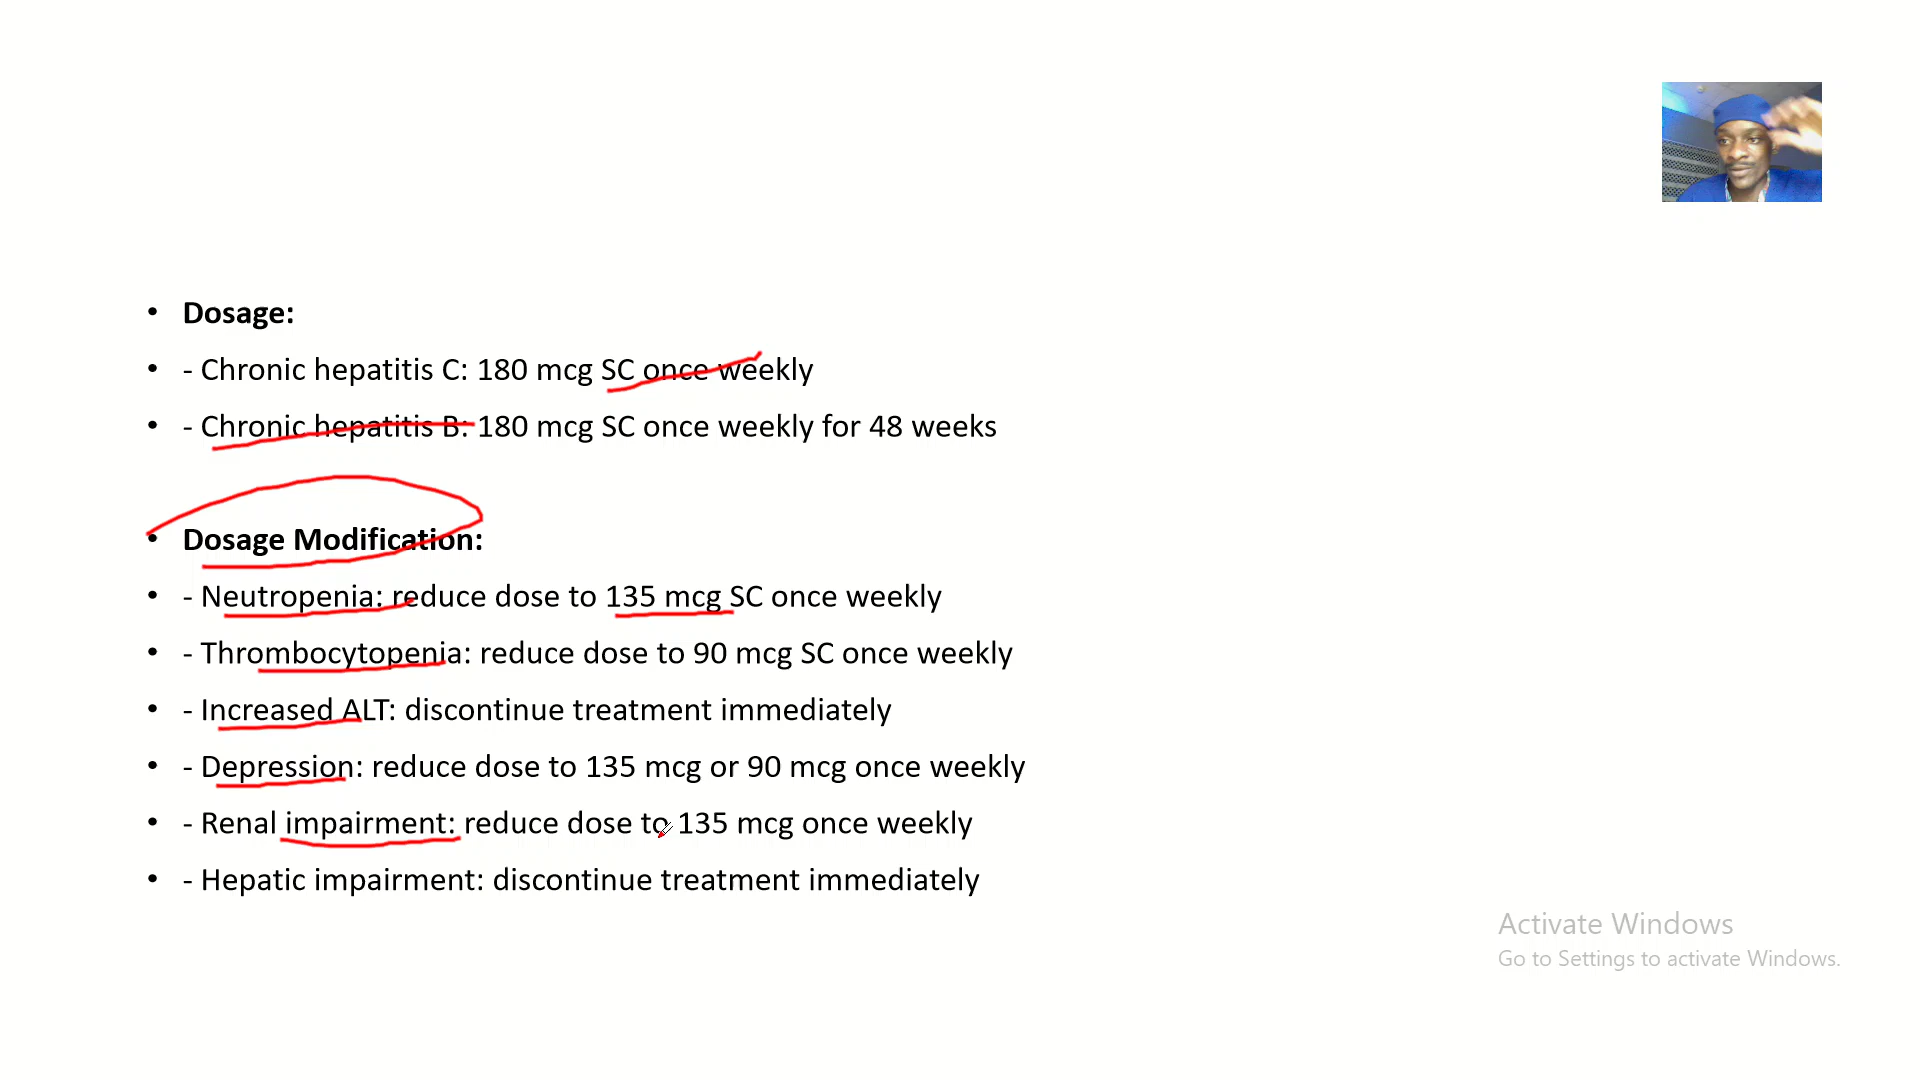 • Dosage:
• - Chronic hepatitis C: 180 mcg SC once weekly
• - Chronic hepatitis B: 180 mcg SC once weekly for 48 weeks
• Dosage Modification:
• - Neutropenia: reduce dose to 135 mcg SC once weekly
• - Thrombocytopenia: reduce dose to 90 mcg SC once weekly
• - Increased ALT: discontinue treatment immediately
• - Depression: reduce dose to 135 mcg or 90 mcg once weekly
• - Renal impairment: reduce dose to 135 mcg once weekly
• - Hepatic impairment: discontinue treatment immediately
Activate Windows
Go to Settings to activate Windows.